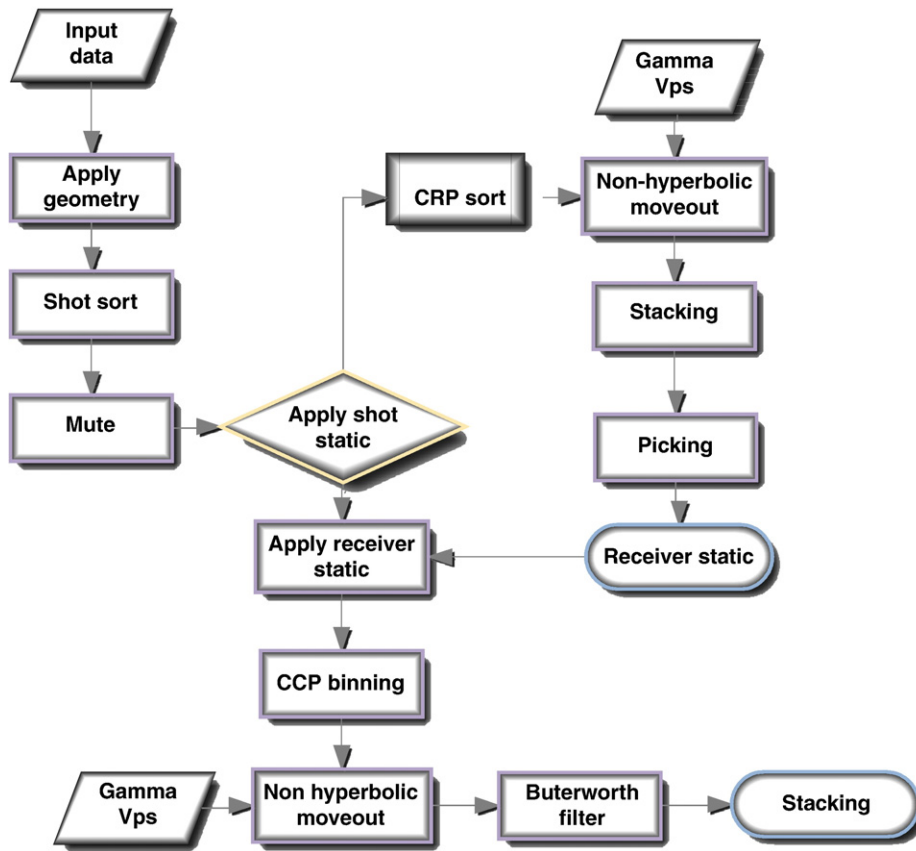 Input
data
Apply
geometry
Shot sort
Mute
Apply shot
static
CRP sort
Gamma
Vps
Non-hyperbolic
moveout
Stacking
Picking
Receiver static
Apply receiver
static
CCP binning
Gamma
Vps
Non hyperbolic
moveout
Buterworth
filter
Stacking